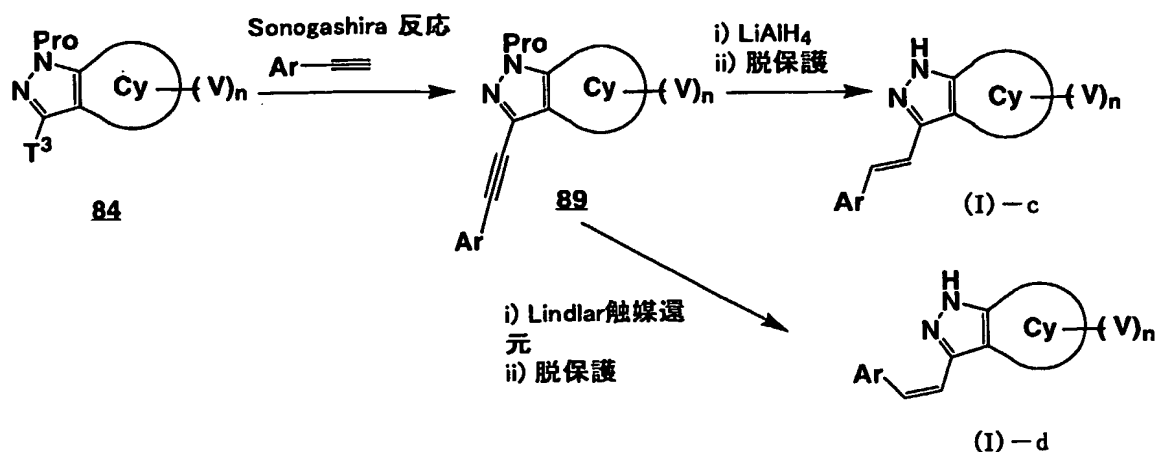 Pro
N
N
Cy
(V)n
T³
84
Sonogashira 反応
Ar
Pro
N
N
Cy
(V)n
Ar
89
i) LiAlH₄
ii) 脱保護
H
N
N
Cy
(V)n
Ar
(I)－c
i) Lindlar触媒還
元
ii) 脱保護
H
N
N
Cy
(V)n
Ar
(I)－d